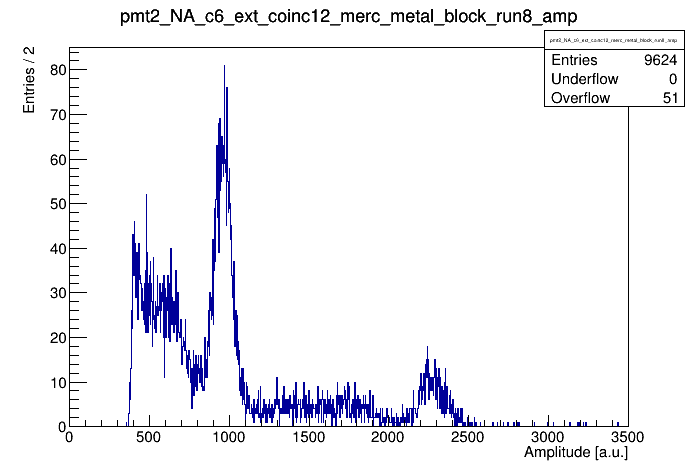 pmt2_NA_c6_ext_coinc12_merc_metal_block_run8_amp
pmt2_NA_c6_ext_coinc12_merc_metal_block_run8_amp
Entries 9624
Underflow 0
Overflow 51
Entries / 2
80
70
60
50
40
30
20
10
0
0 500 1000 1500 2000 2500 3000 3500
Amplitude [a.u.]